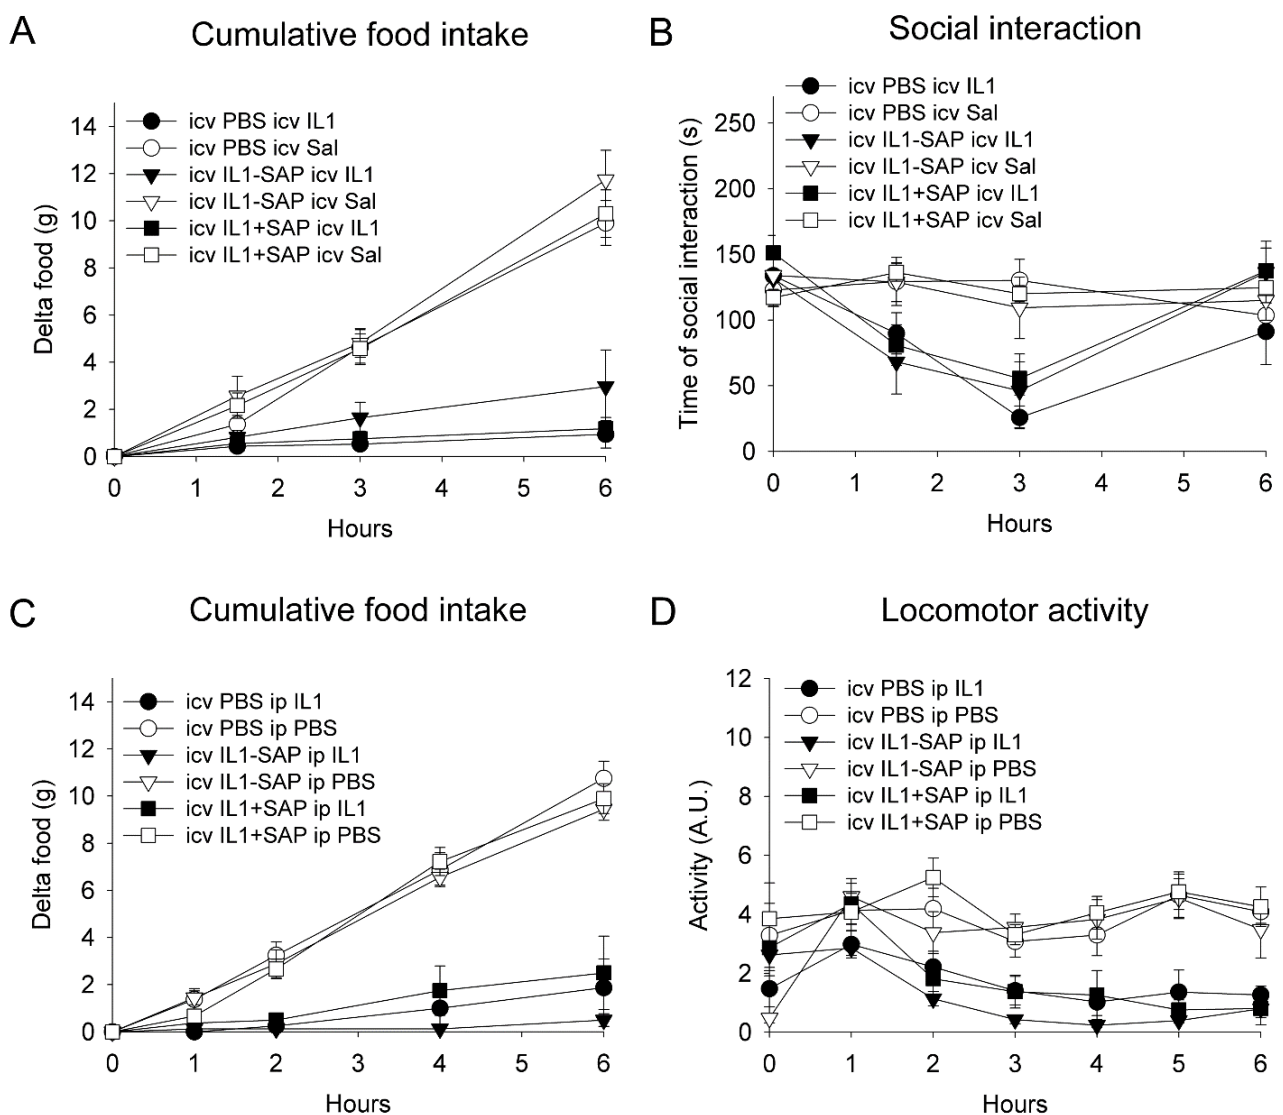 A
Cumulative food intake
icv PBS icv IL1
icv PBS icv Sal
icv IL1-SAP icv IL1
icv IL1-SAP icv Sal
icv IL1+SAP icv IL1
icv IL1+SAP icv Sal
Delta food (g)
14
12
10
8
6
4
2
0
0 1 2 3 4 5 6
Hours
B
Social interaction
icv PBS icv IL1
icv PBS icv Sal
icv IL1-SAP icv IL1
icv IL1-SAP icv Sal
icv IL1+SAP icv IL1
icv IL1+SAP icv Sal
Time of social interaction (s)
250
200
150
100
50
0
0 1 2 3 4 5 6
Hours
C
Cumulative food intake
icv PBS ip IL1
icv PBS ip PBS
icv IL1-SAP ip IL1
icv IL1-SAP ip PBS
icv IL1+SAP ip IL1
icv IL1+SAP ip PBS
Delta food (g)
14
12
10
8
6
4
2
0
0 1 2 3 4 5 6
Hours
D
Locomotor activity
icv PBS ip IL1
icv PBS ip PBS
icv IL1-SAP ip IL1
icv IL1-SAP ip PBS
icv IL1+SAP ip IL1
icv IL1+SAP ip PBS
Activity (A.U.)
12
10
8
6
4
2
0
0 1 2 3 4 5 6
Hours